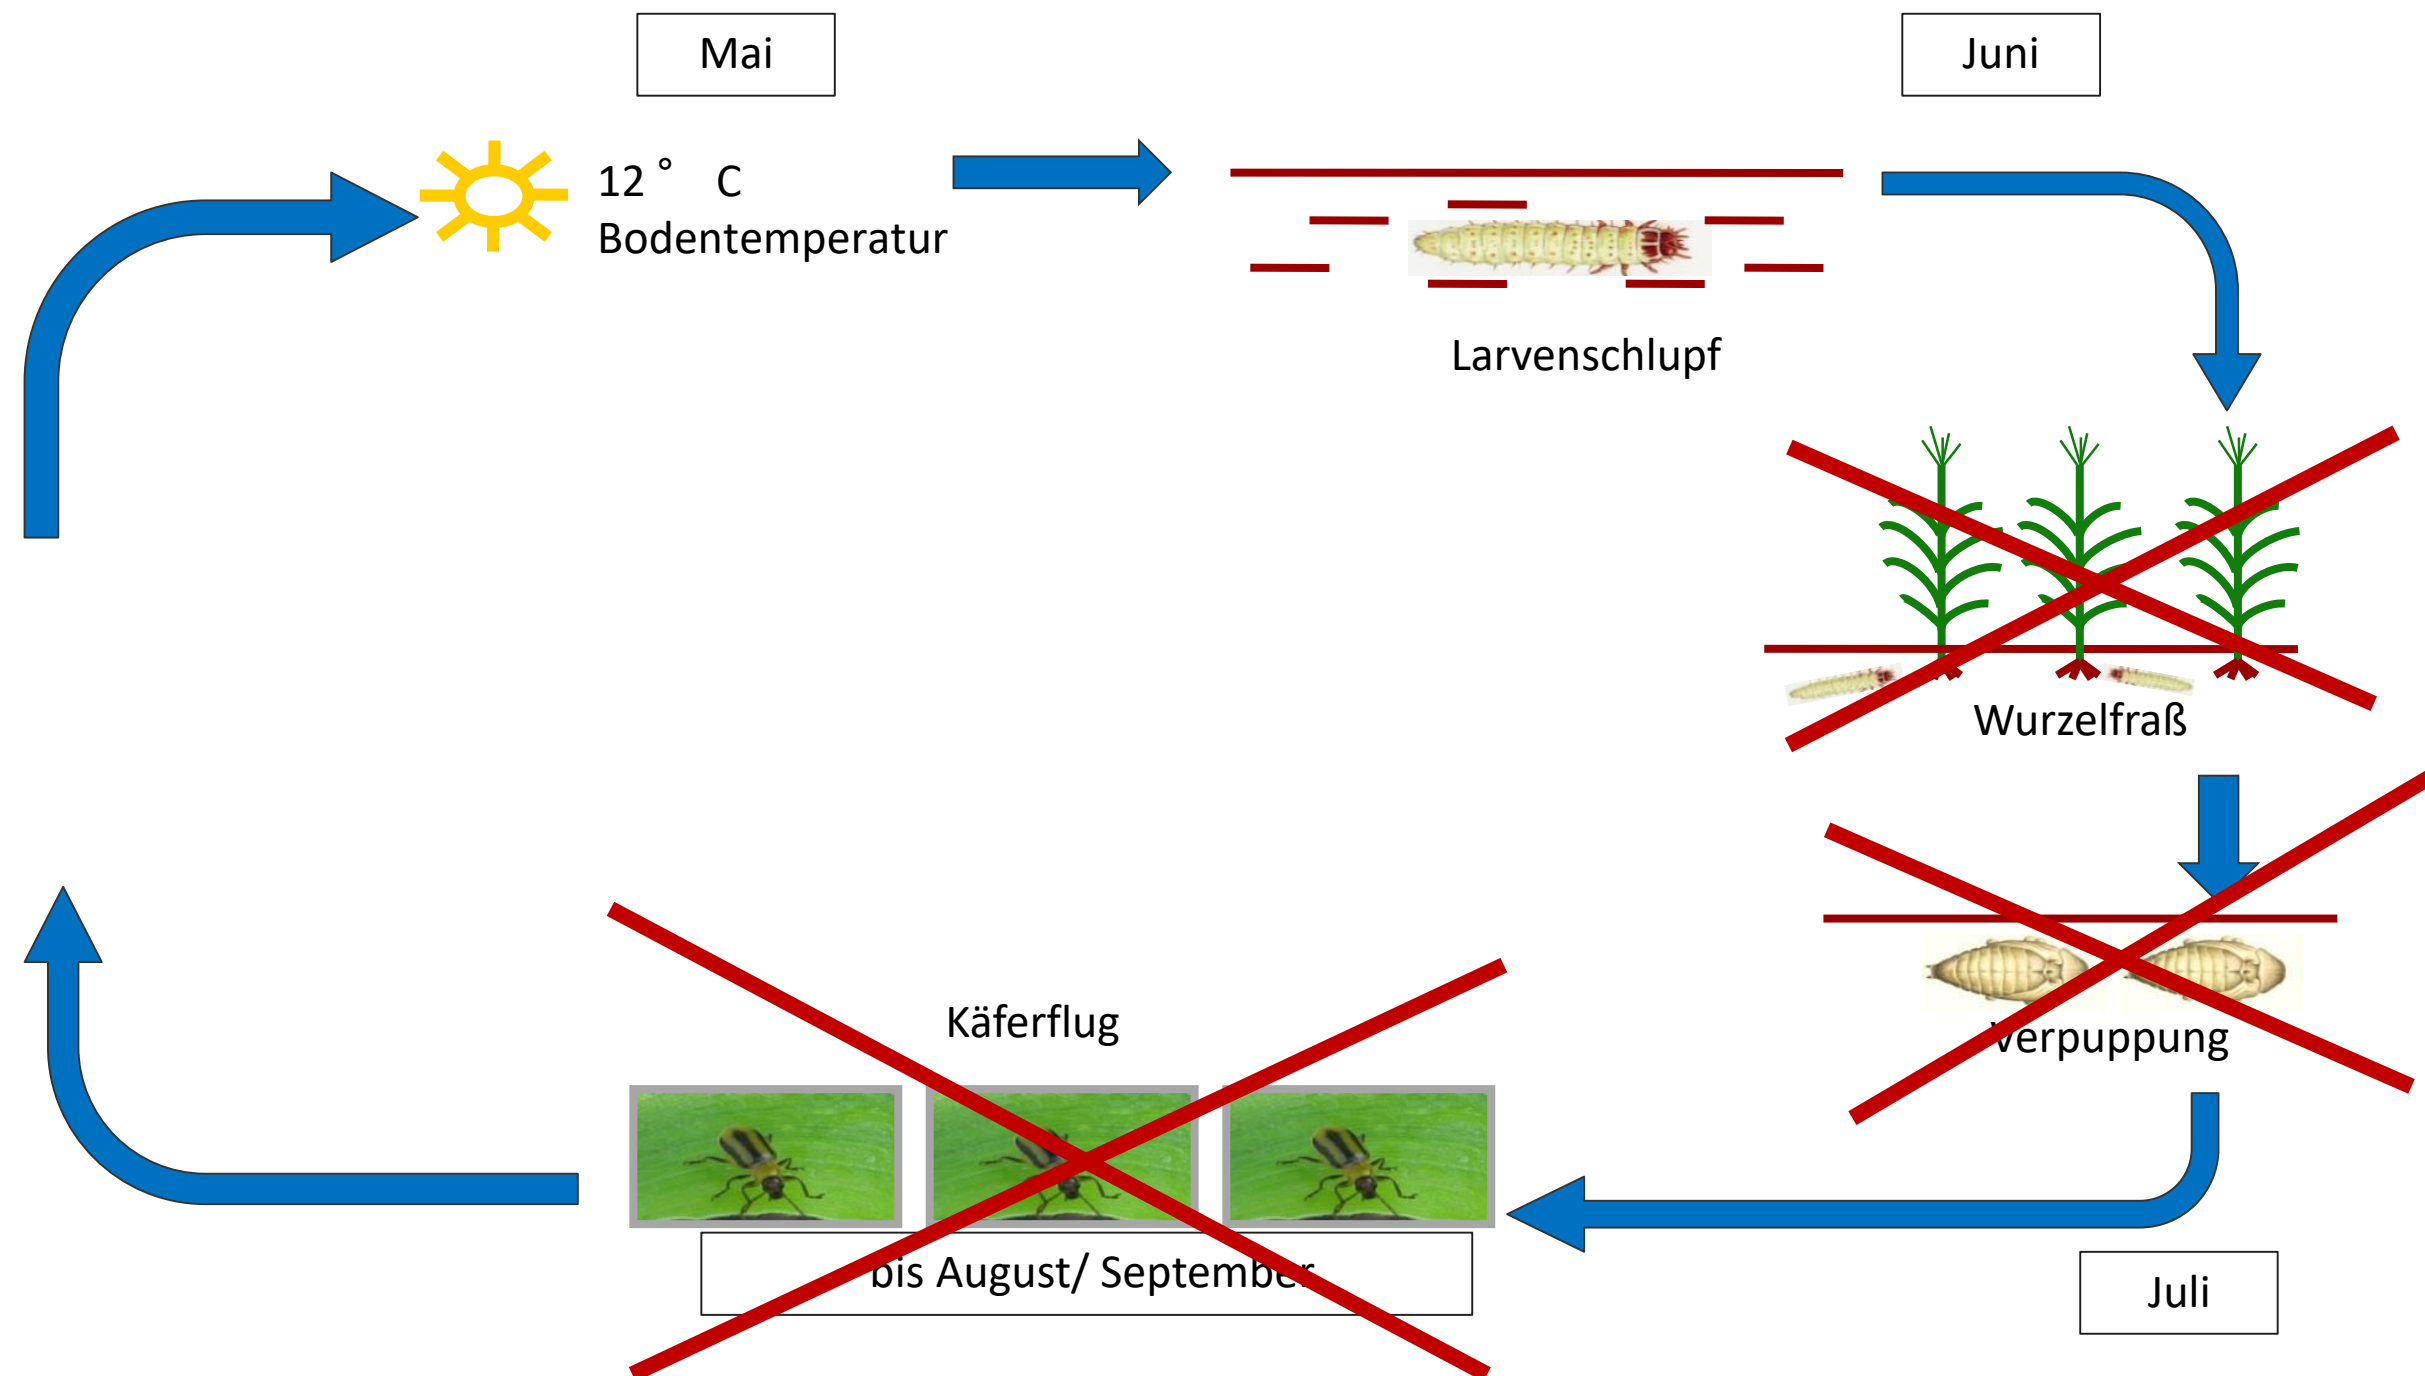 Mai
Juni
12 ° C
Bodentemperatur
Larvenschlupf
Wurzelfraß
Verpuppung
Käferflug
bis August/ September
Juli